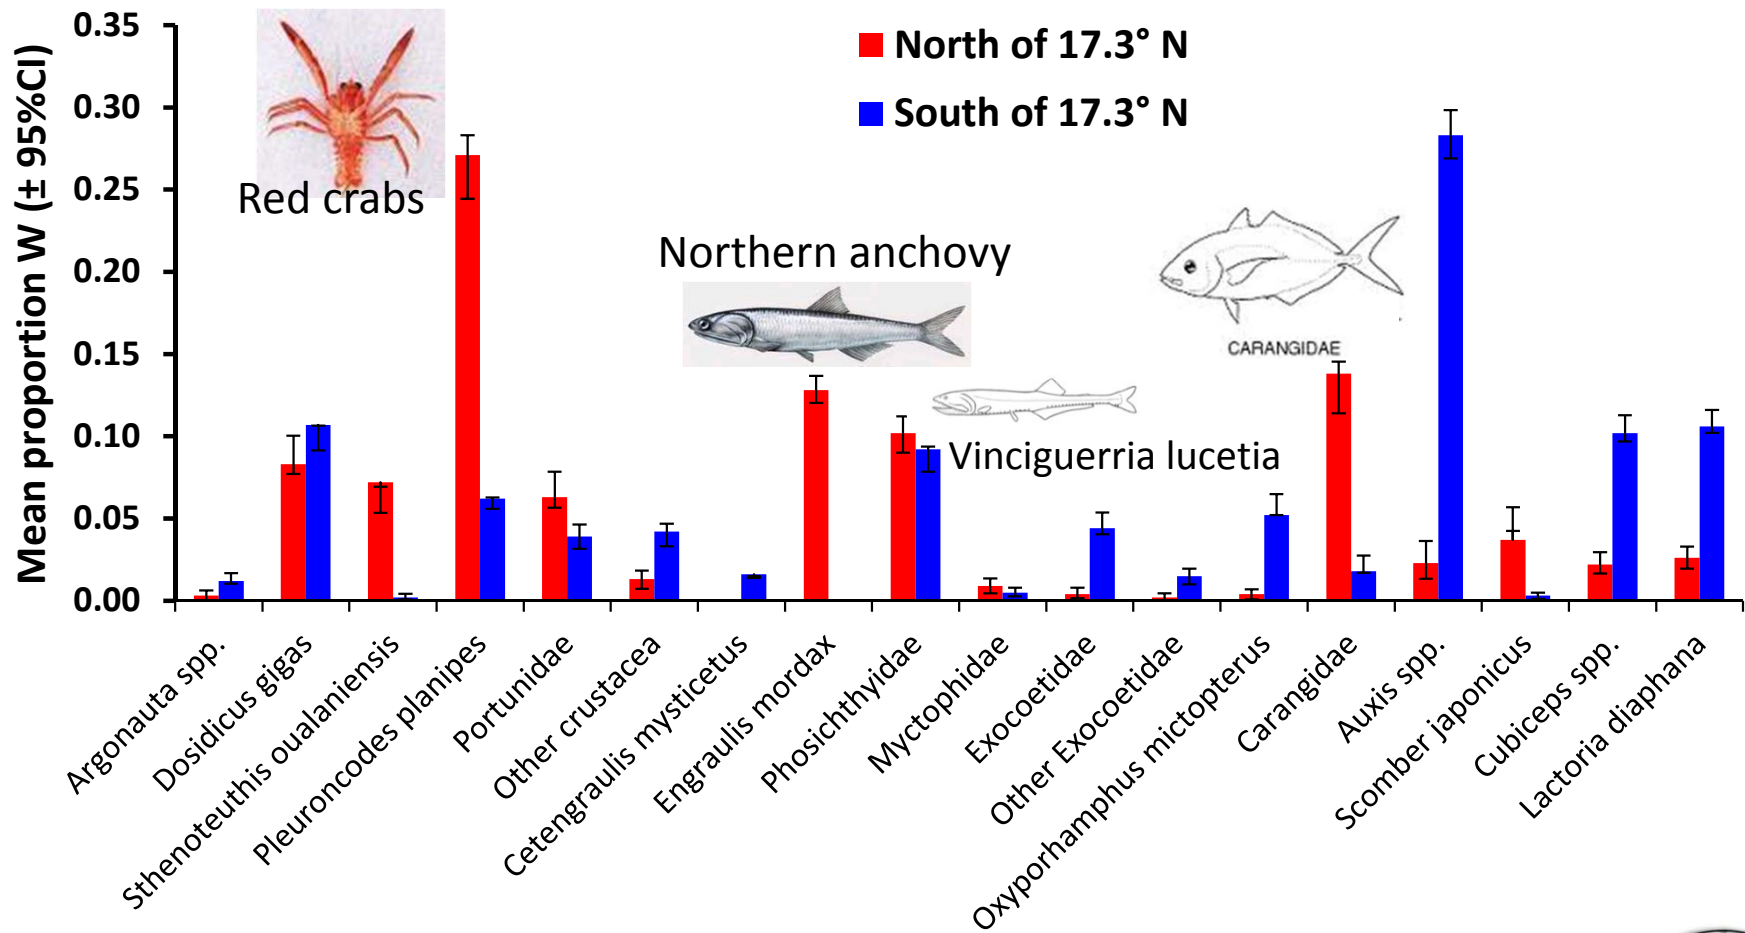 Mean proportion W (± 95%CI)
0.35
0.30
0.25
0.20
0.15
0.10
0.05
0.00
North of 17.3° N
South of 17.3° N
Red crabs
Northern anchovy
CARANGIDAE
Vinciguerria lucetia
Argonauta spp.
Dosidicus gigas
Sthenoteuthis oualaniensis
Pleuroncodes planipes
Portunidae
Other crustacea
Cetengraulis mysticetus
Engraulis mordax
Phosichthyidae
Myctophidae
Exocoetidae
Other Exocoetidae
Oxyporhamphus mictopterus
Carangidae
Auxis spp.
Scomber japonicus
Cubiceps spp.
Lactoria diaphana